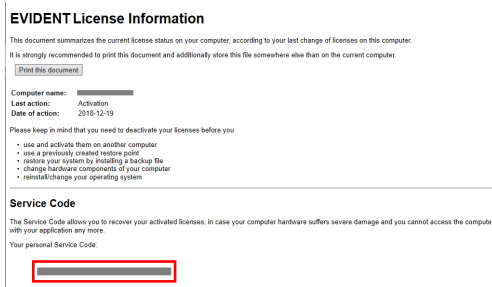 EVIDENT License Information
This document summarizes the current license status on your computer, according to your last change of licenses on this computer.
It is strongly recommended to print this document and additionally store this file somewhere else than on the current computer.
Print this document
Computer name:
Last action: Activation
Date of action: 2018-12-19
Please keep in mind that you need to deactivate your licenses before you
• use and activate them on another computer
• use a previously created restore point
• restore your system by installing a backup file
• change hardware components of your computer
• reinstall/change your operating system
Service Code
The Service Code allows you to recover your activated licenses, in case your computer hardware suffers severe damage and you cannot access the compute
with your application any more.
Your personal Service Code: